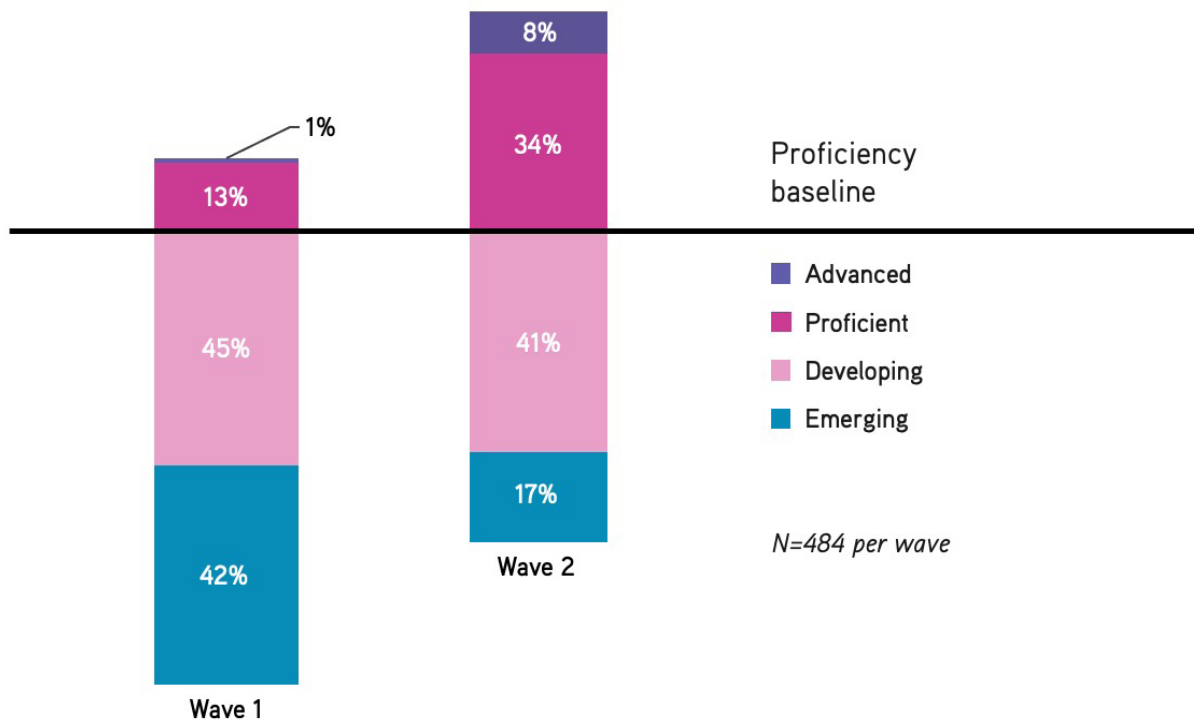 8%
1%
34%
13%
Proficiency
baseline
Advanced
Proficient
45%
41%
Developing
Emerging
17%
N=484 per wave
Wave 2
42%
Wave 1